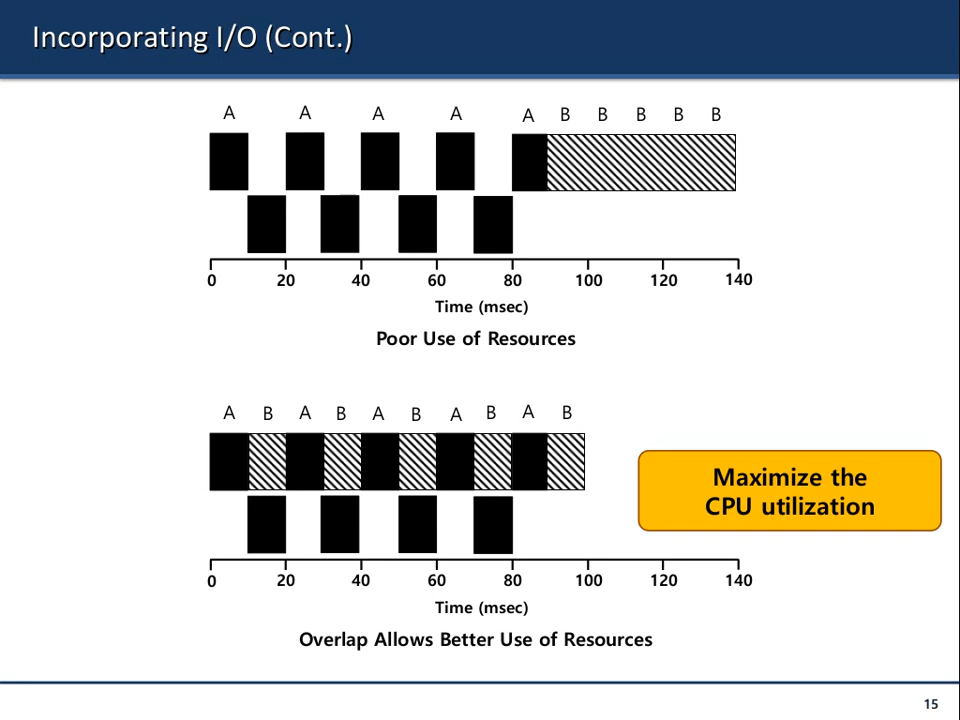 Incorporating I/O (Cont.)
A A A A A B B B B B
0 20 40 60 80 100 120 140
Time (msec)
Poor Use of Resources
A B A B A B A B A B
0 20 40 60 80 100 120 140
Time (msec)
Overlap Allows Better Use of Resources
Maximize the
CPU utilization
15